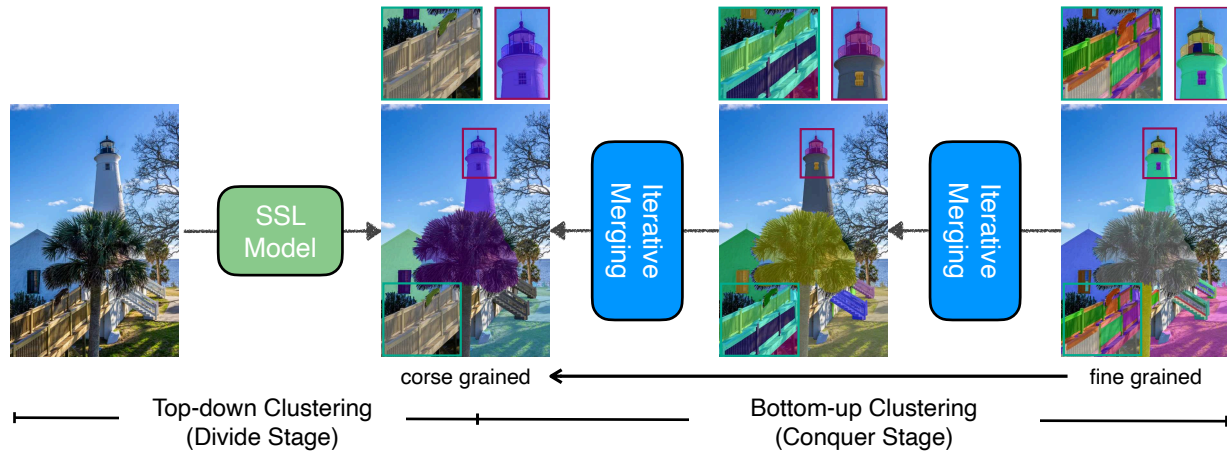 SSL
Model
Iterative
Merging
Iterative
Merging
corse grained
fine grained
Top-down Clustering
(Divide Stage)
Bottom-up Clustering
(Conquer Stage)